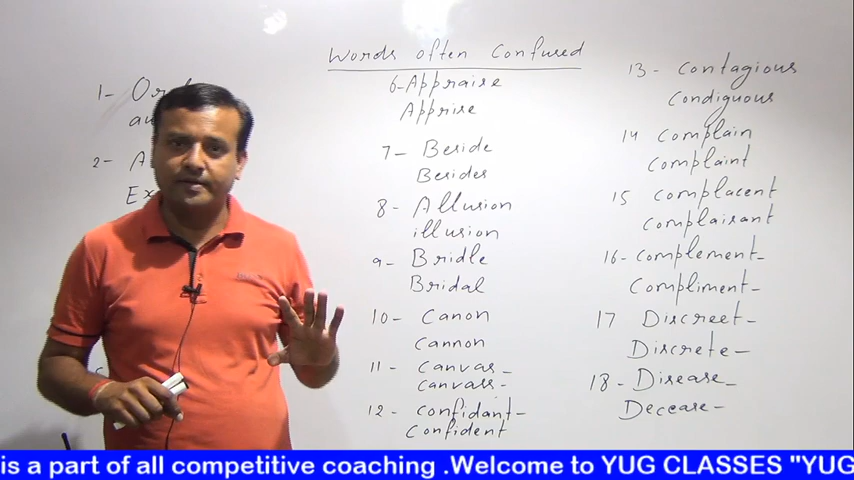 Words often Confused
1-
2- A
Ex
6- Appraise
Apprise
7- Beside
Besides
8- Allusion
illusion
9- Bridle
Bridal
10- Canon
Cannon
11- Canvas-
Canvass-
12- Confidant-
Confident
13- Contagious
Condiguous
14 Complain
Complaint
15 Complacent
Complaisant
16- Complement-
Compliment-
17 Discreet-
Discrete-
18- Disease-
Decease-
is a part of all competitive coaching .Welcome to YUG CLASSES "YUG